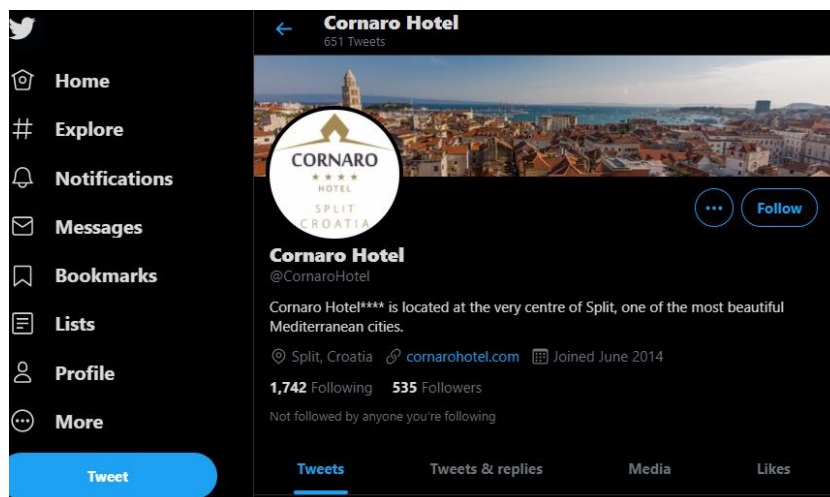 Home
Explore
Notifications
Messages
Bookmarks
Lists
Profile
More
Tweet
Cornaro Hotel
651 Tweets
CORNARO
★★★★
HOTEL
SPLIT
CROATIA
Follow
Cornaro Hotel
@CornaroHotel
Cornaro Hotel**** is located at the very centre of Split, one of the most beautiful
Mediterranean cities.
Split, Croatia cornarohotel.com Joined June 2014
1,742 Following 535 Followers
Not followed by anyone you're following
Tweets Tweets & replies Media Likes